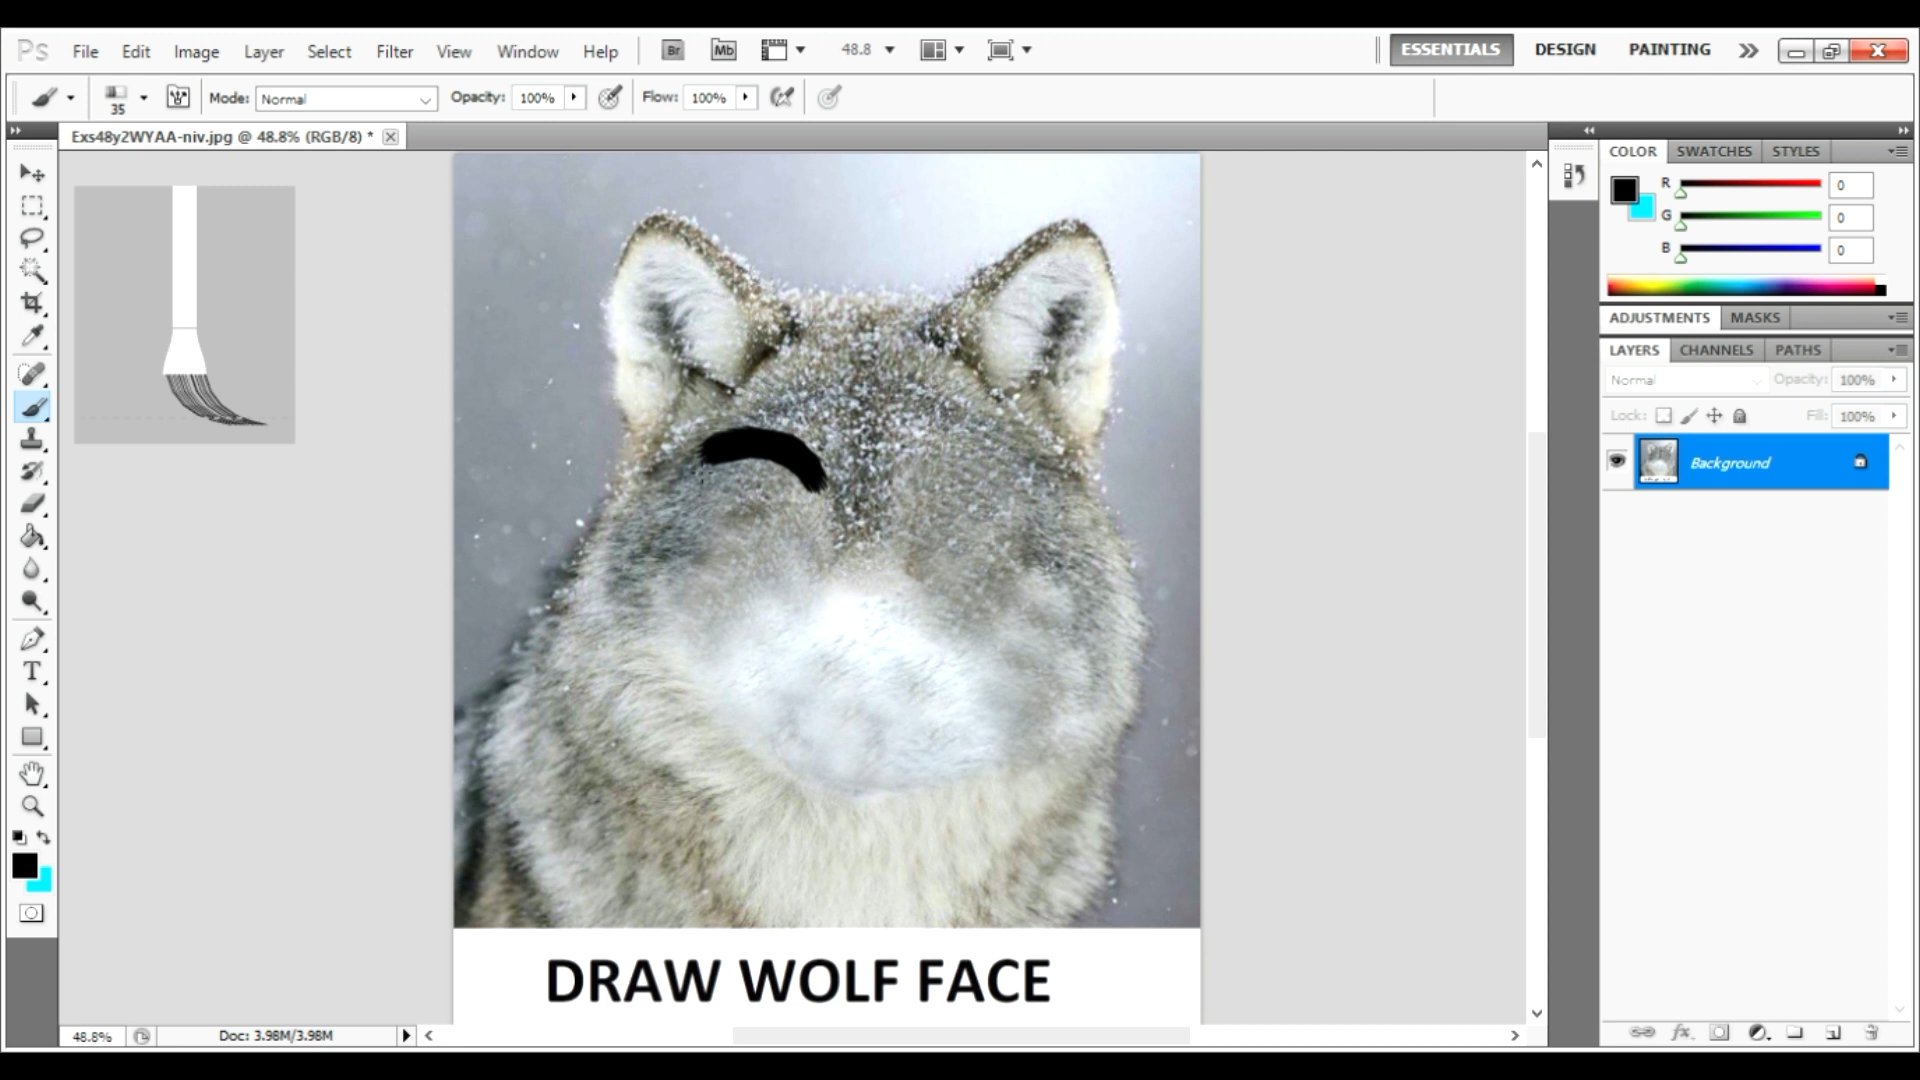 Ps File Edit Image Layer Select Filter View Window Help Br Mb 48.8 ESSENTIALS DESIGN PAINTING
35 Mode: Normal Opacity: 100% Flow: 100%
Exs48y2WYAA-niv.jpg @ 48.8% (RGB/8) *
COLOR SWATCHES STYLES
R 0
G 0
B 0
ADJUSTMENTS MASKS
LAYERS CHANNELS PATHS
Normal Opacity: 100%
Lock: Fill: 100%
Background
DRAW WOLF FACE
48.8% Doc: 3.98M/3.98M